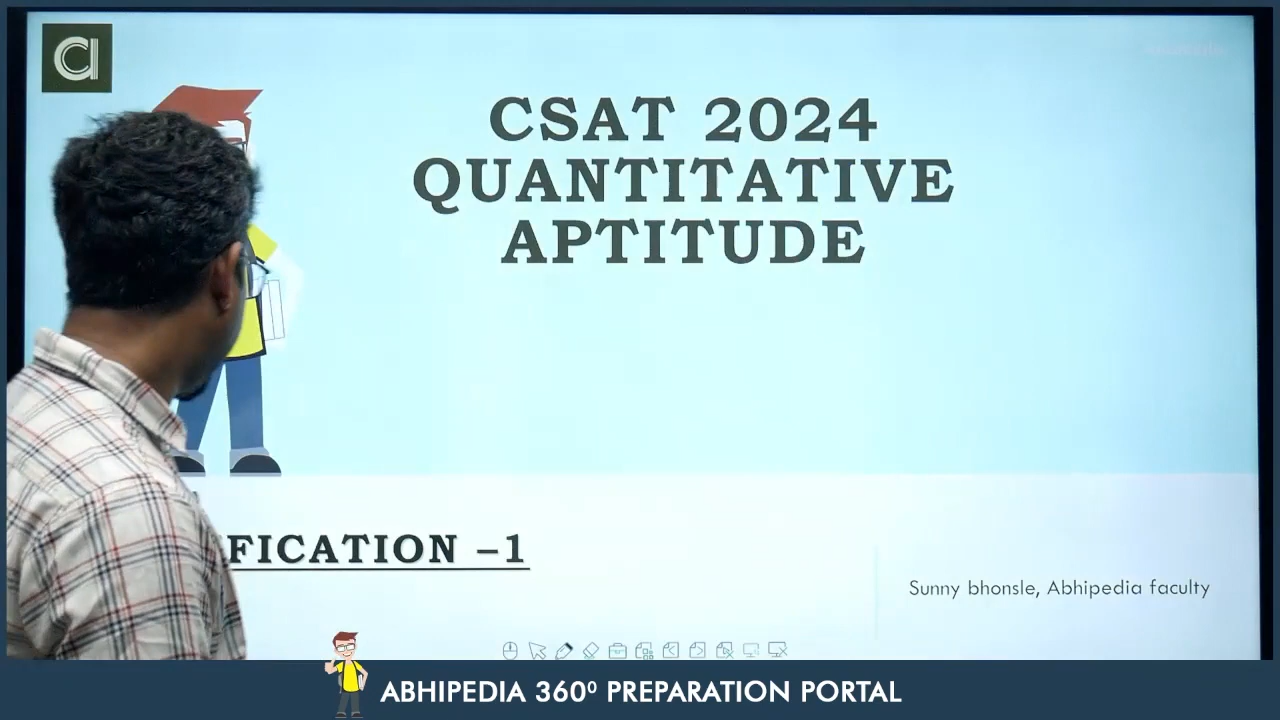 CSAT 2024
QUANTITATIVE
APTITUDE
FICATION –1
Sunny bhonsle, Abhipedia faculty
ABHIPEDIA 360⁰ PREPARATION PORTAL